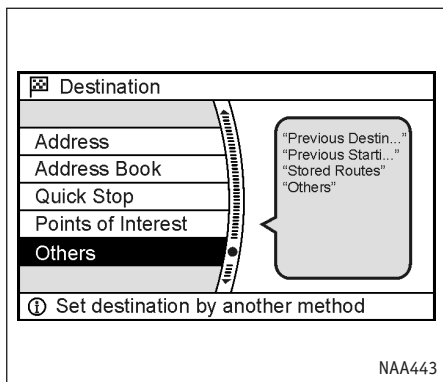 Destination
Address
Address Book
Quick Stop
Points of Interest
Others
“Previous Destin...”
“Previous Starti...”
“Stored Routes”
“Others”
Set destination by another method
NAA443